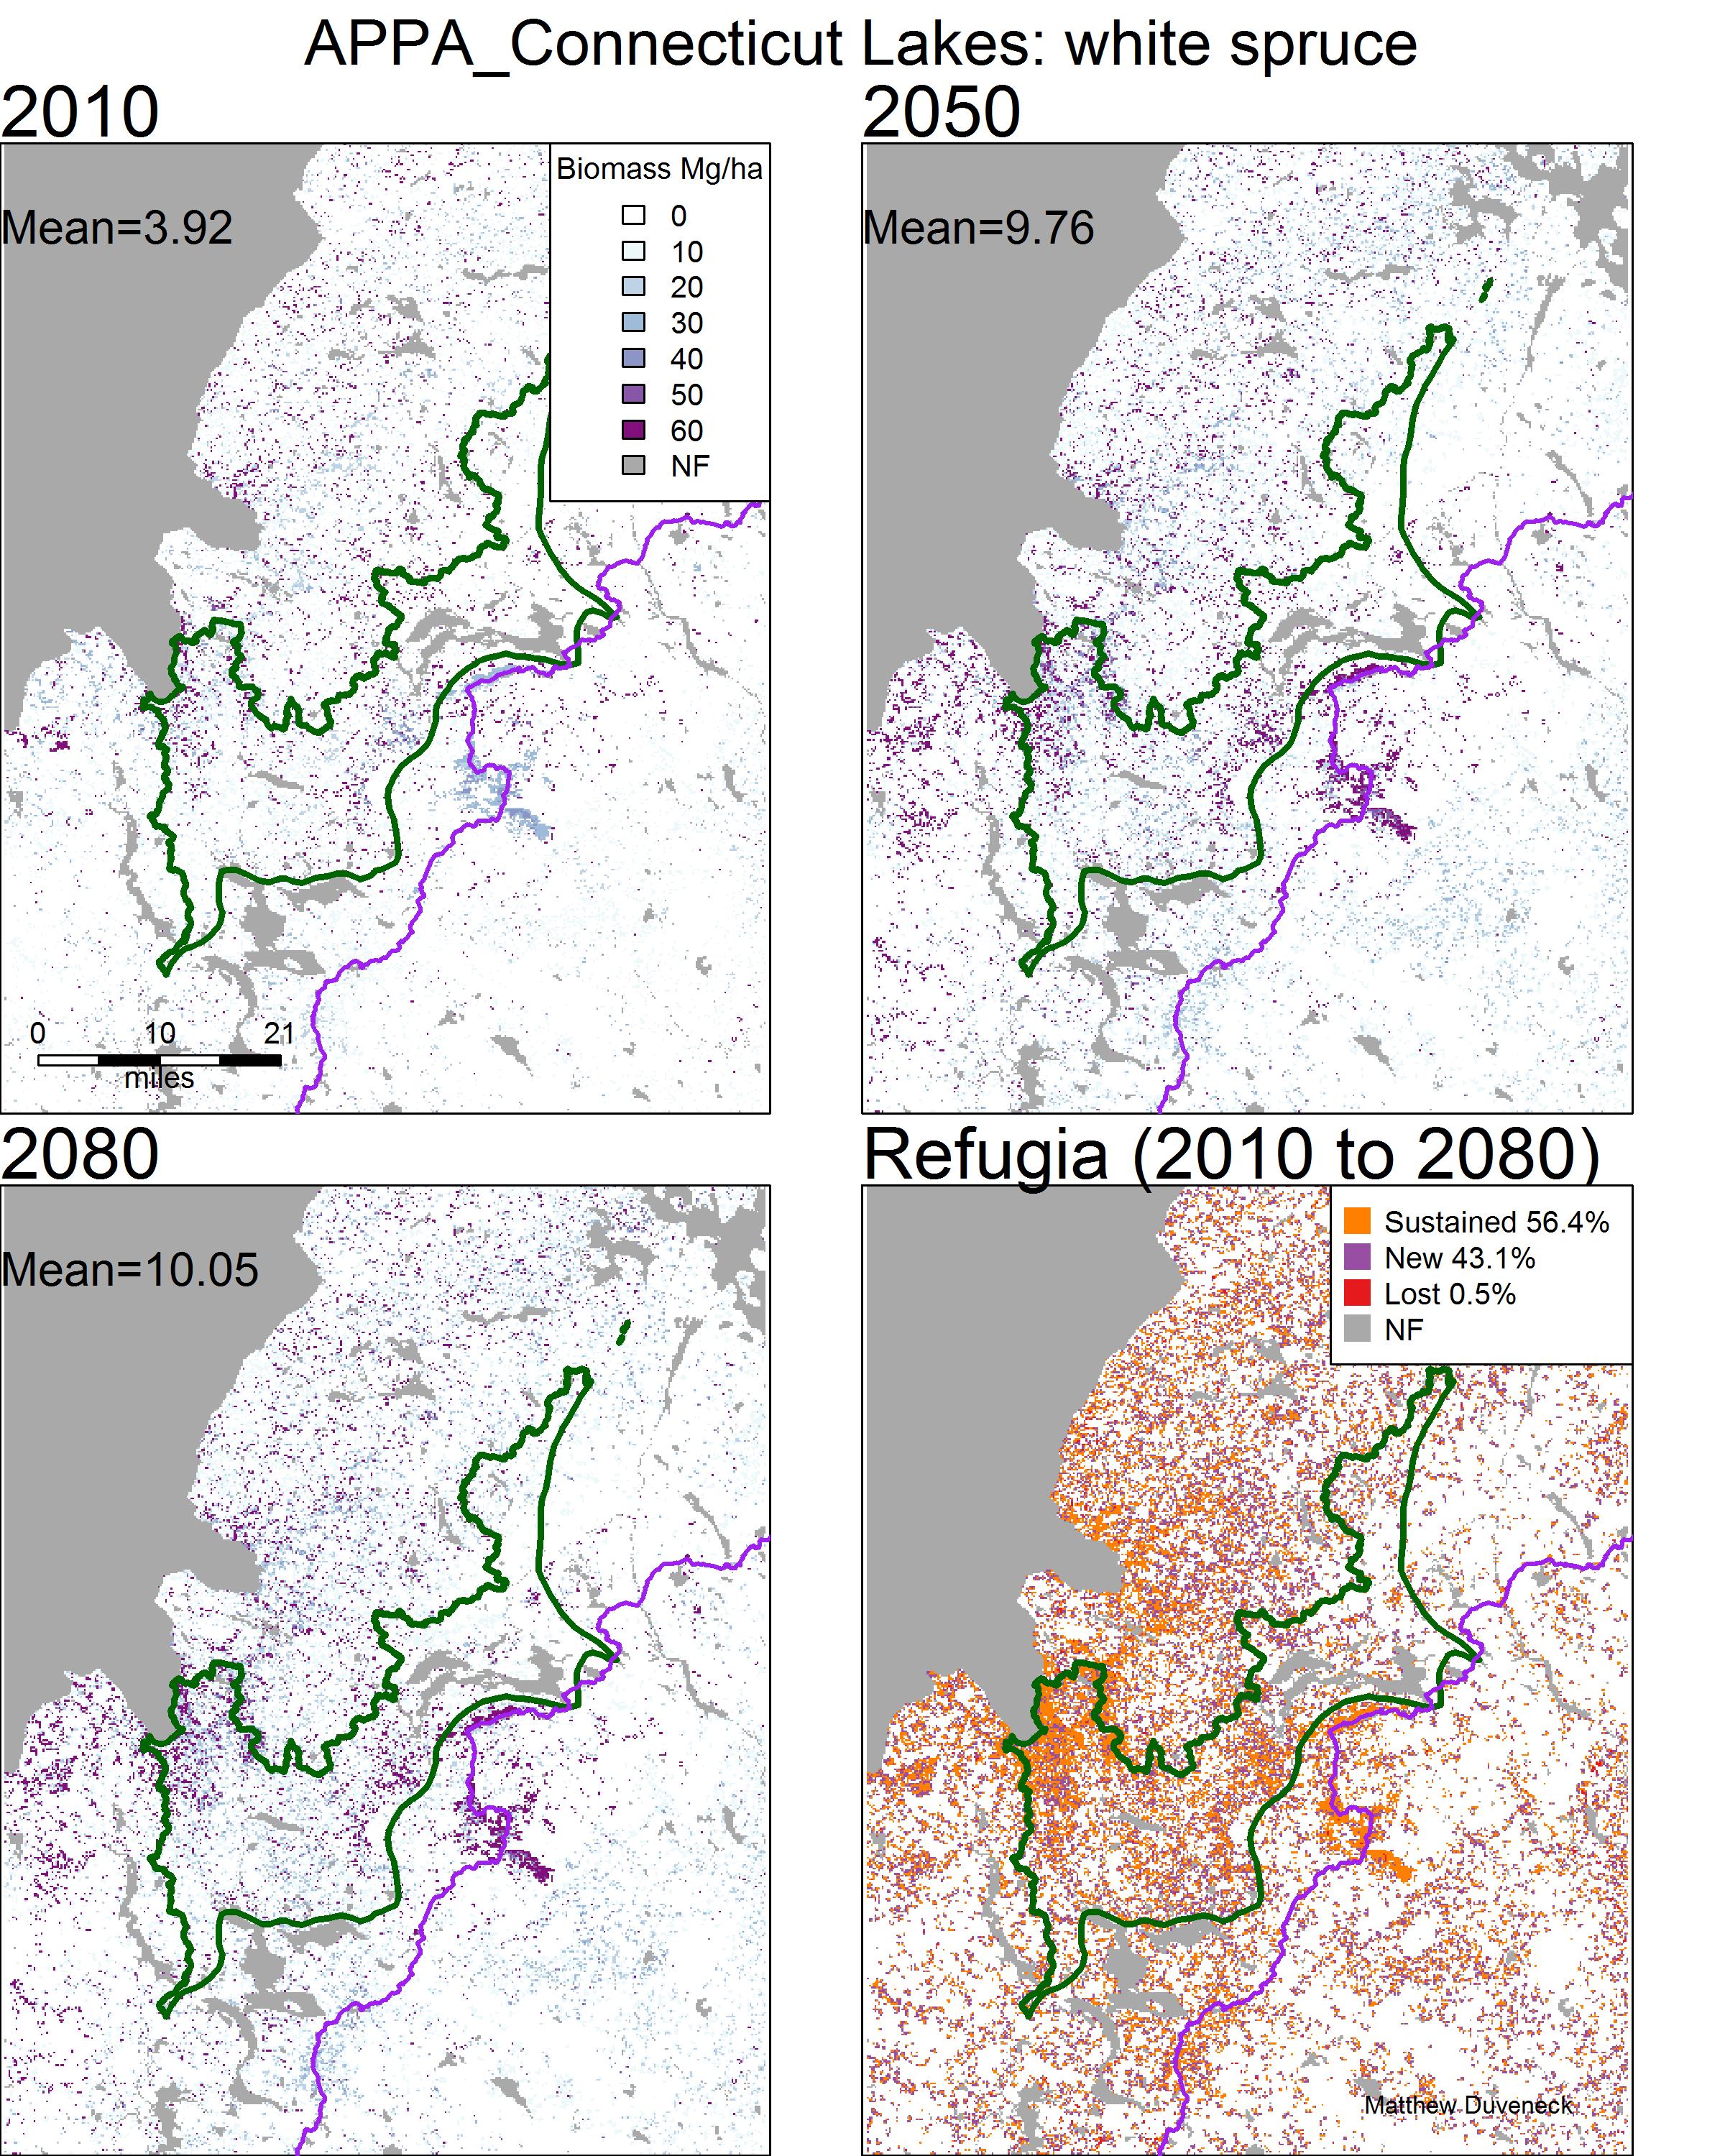 APPA_Connecticut Lakes: white spruce
2010
Mean=3.92
Biomass Mg/ha
0
10
20
30
40
50
60
NF
0 10 21
miles
2050
Mean=9.76
2080
Mean=10.05
Refugia (2010 to 2080)
Sustained 56.4%
New 43.1%
Lost 0.5%
NF
Matthew Duveneck